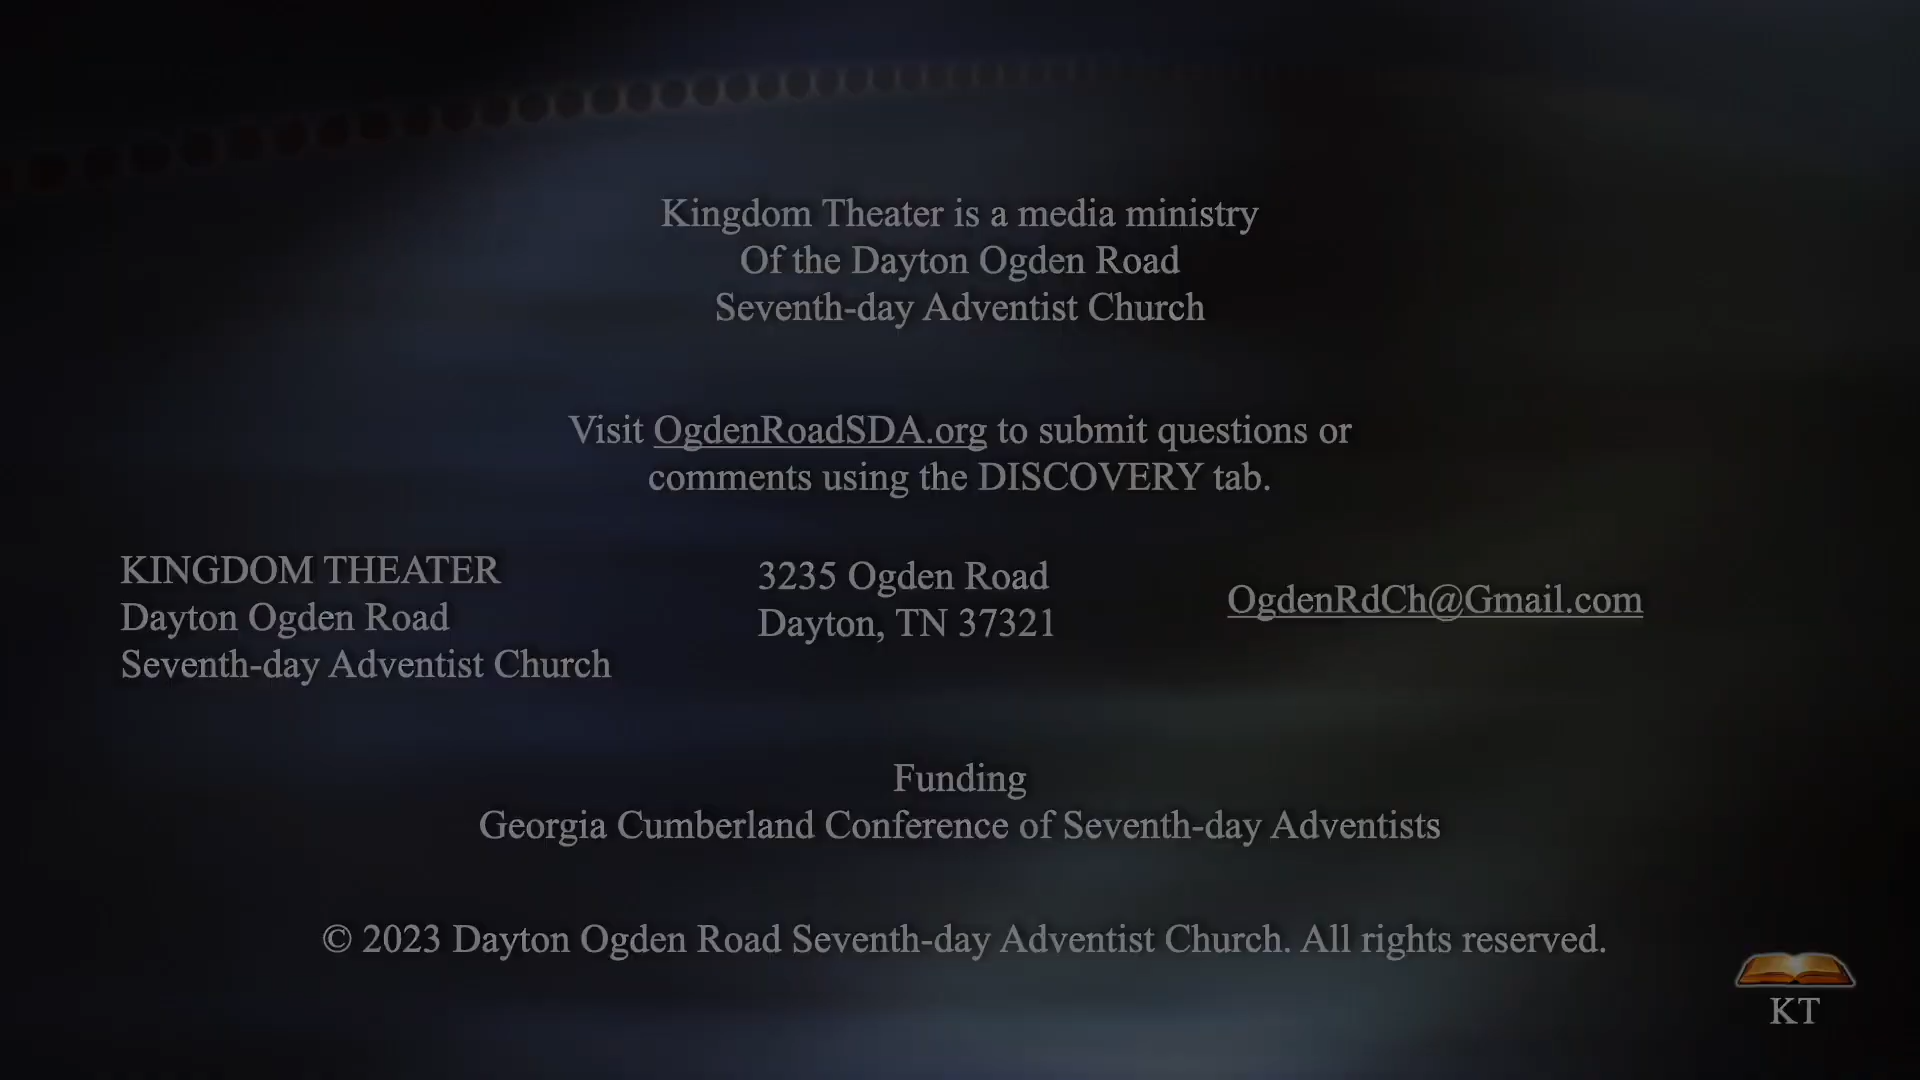 Kingdom Theater is a media ministry
Of the Dayton Ogden Road
Seventh-day Adventist Church
Visit OgdenRoadSDA.org to submit questions or
comments using the DISCOVERY tab.
KINGDOM THEATER
Dayton Ogden Road
Seventh-day Adventist Church
3235 Ogden Road
Dayton, TN 37321
OgdenRdCh@Gmail.com
Funding
Georgia Cumberland Conference of Seventh-day Adventists
© 2023 Dayton Ogden Road Seventh-day Adventist Church. All rights reserved.
KT